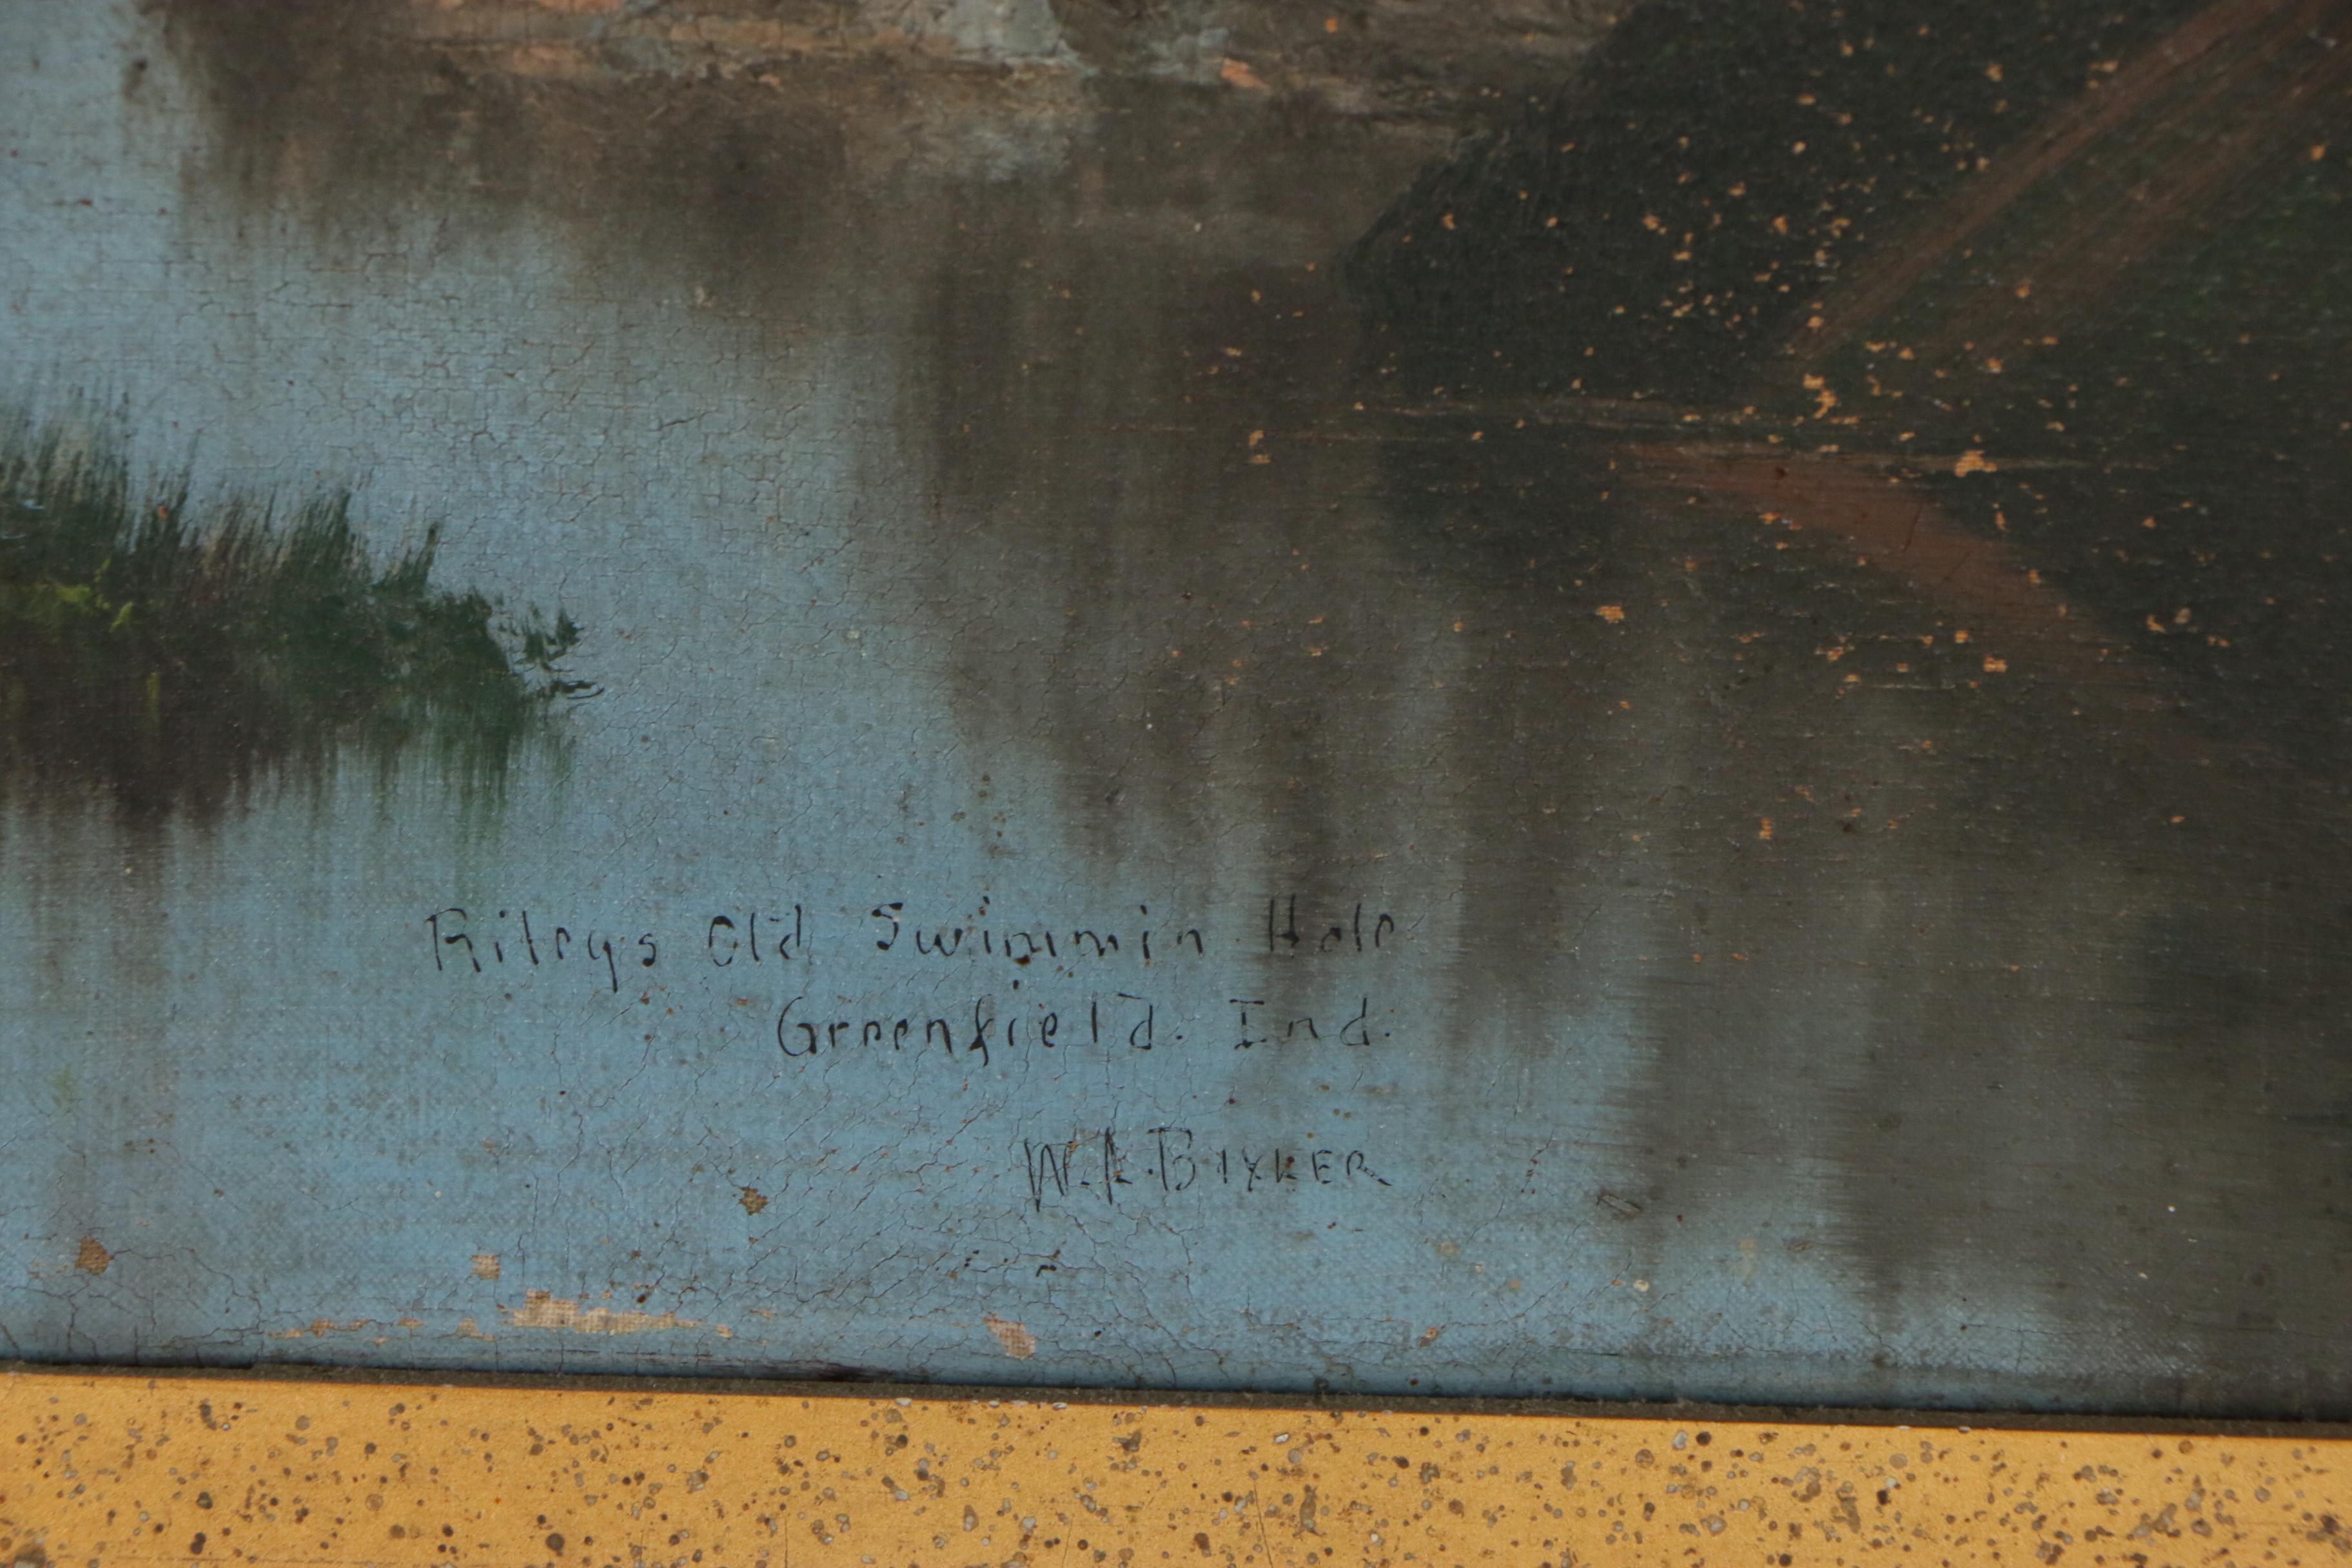 Rileys Old Swimmin Hole
Greenfield. Ind.
W.A. BIXLER